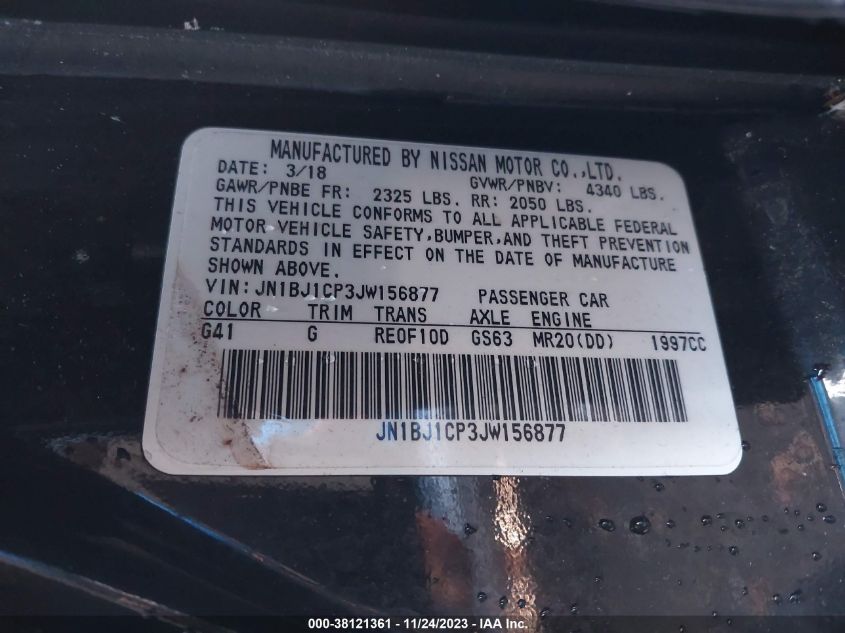 MANUFACTURED BY NISSAN MOTOR CO.,LTD.
DATE: 3/18 GVWR/PNBV: 4340 LBS.
GAWR/PNBE FR: 2325 LBS. RR: 2050 LBS.
THIS VEHICLE CONFORMS TO ALL APPLICABLE FEDERAL
MOTOR VEHICLE SAFETY,BUMPER,AND THEFT PREVENTION
STANDARDS IN EFFECT ON THE DATE OF MANUFACTURE
SHOWN ABOVE.
VIN: JN1BJ1CP3JW156877 PASSENGER CAR
COLOR TRIM TRANS AXLE ENGINE
G41 G RE0F10D GS63 MR20(DD) 1997CC
JN1BJ1CP3JW156877
000-38121361 - 11/24/2023 - IAA Inc.